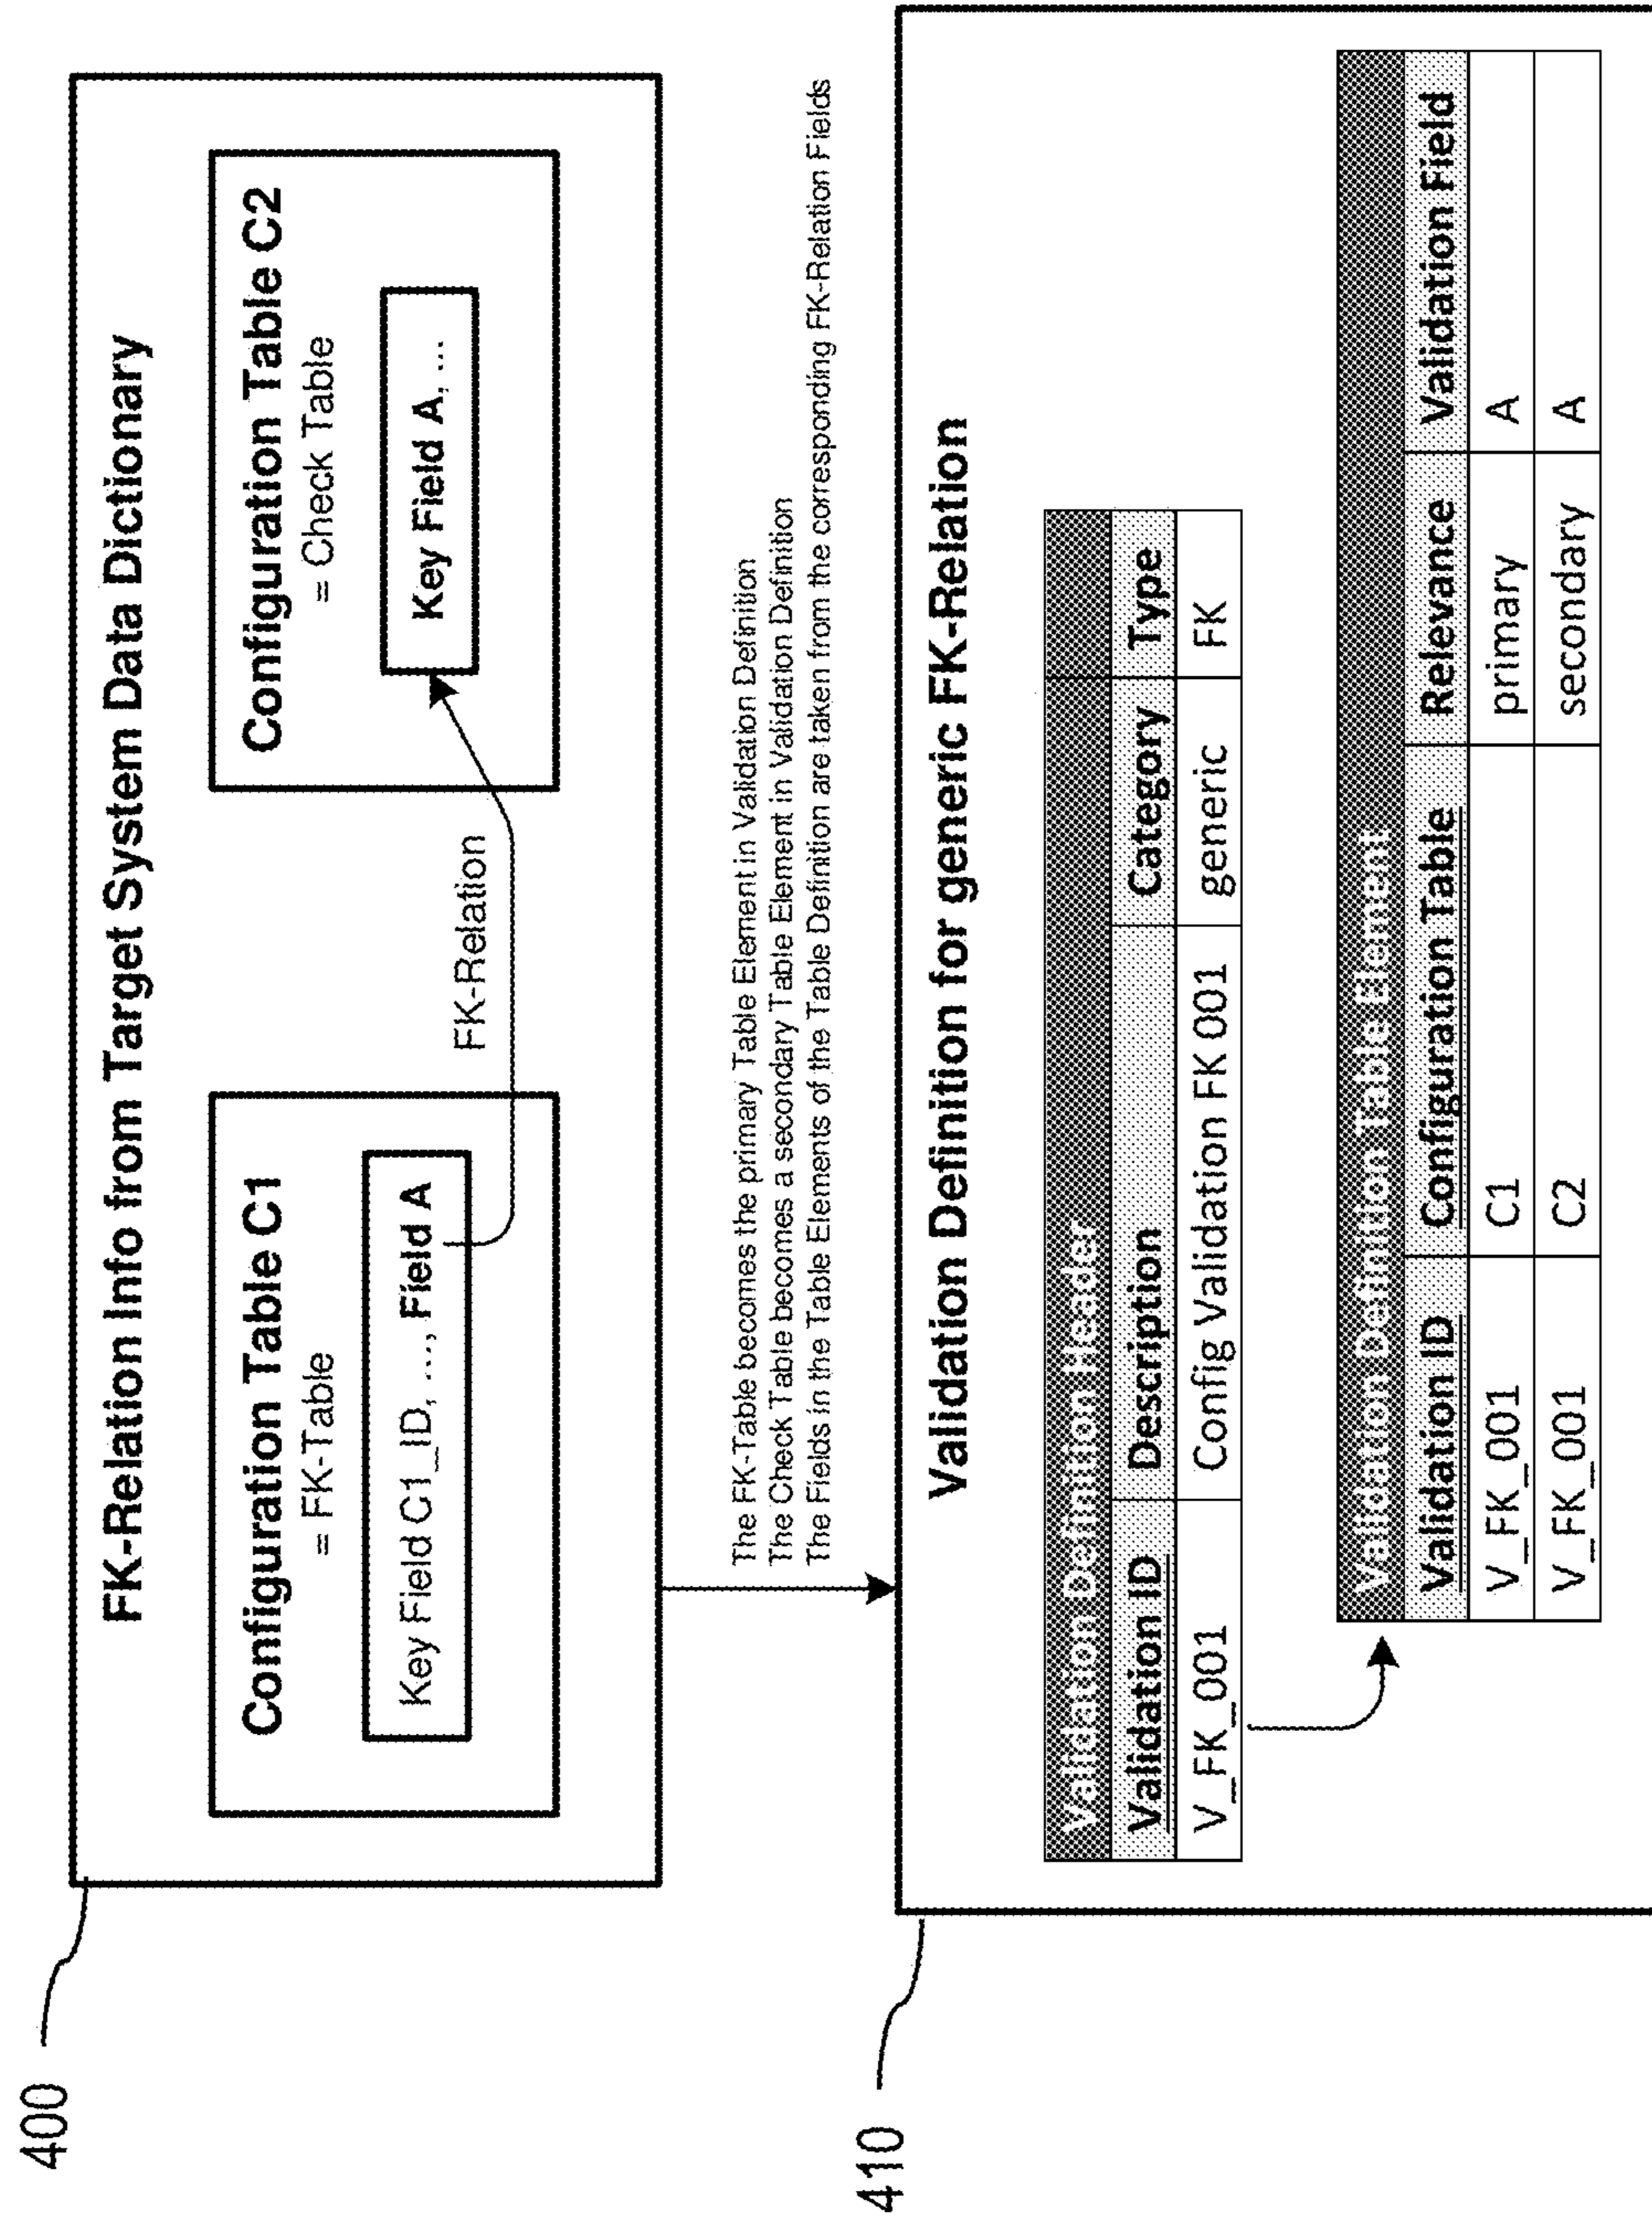 400
FK-Relation Info from Target System Data Dictionary
Configuration Table C1
= FK-Table
Key Field C1_ID, ..., Field A
FK-Relation
Configuration Table C2
= Check Table
Key Field A, ...
The FK-Table becomes the primary Table Element in Validation Definition
The Check Table becomes a secondary Table Element in Validation Definition
The Fields in the Table Elements of the Table Definition are taken from the corresponding FK-Relation Fields
410
Validation Definition for generic FK-Relation
Validation Definition Header
Validation ID Description Category Type
V_FK_001 Config Validation FK 001 generic FK
Validation Definition Table Element
Validation ID Configuration Table Relevance Validation Field
V_FK_001 C1 primary A
V_FK_001 C2 secondary A